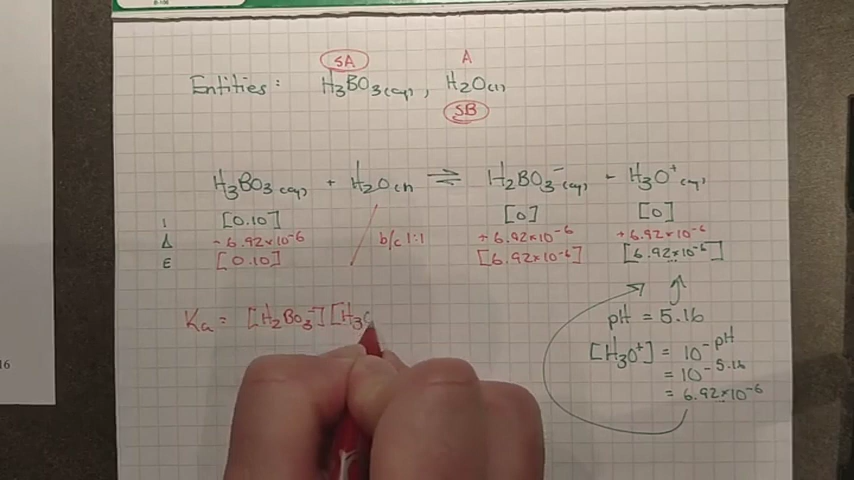 SA A
Entities: H₃BO₃(aq), H₂O(l)
SB
H₃BO₃(aq) + H₂O(l) ⇌ H₂BO₃⁻(aq) - H₃O⁺(aq)
I [0.10] [0] [0]
Δ - 6.92×10⁻⁶ b/c 1:1 + 6.92×10⁻⁶ + 6.92×10⁻⁶
E [0.10] [6.92×10⁻⁶] [6.92×10⁻⁶]
Ka = [H₂BO₃⁻][H₃O
pH = 5.16
[H₃O⁺] = 10⁻pH
= 10⁻⁵·¹⁶
= 6.92×10⁻⁶
16